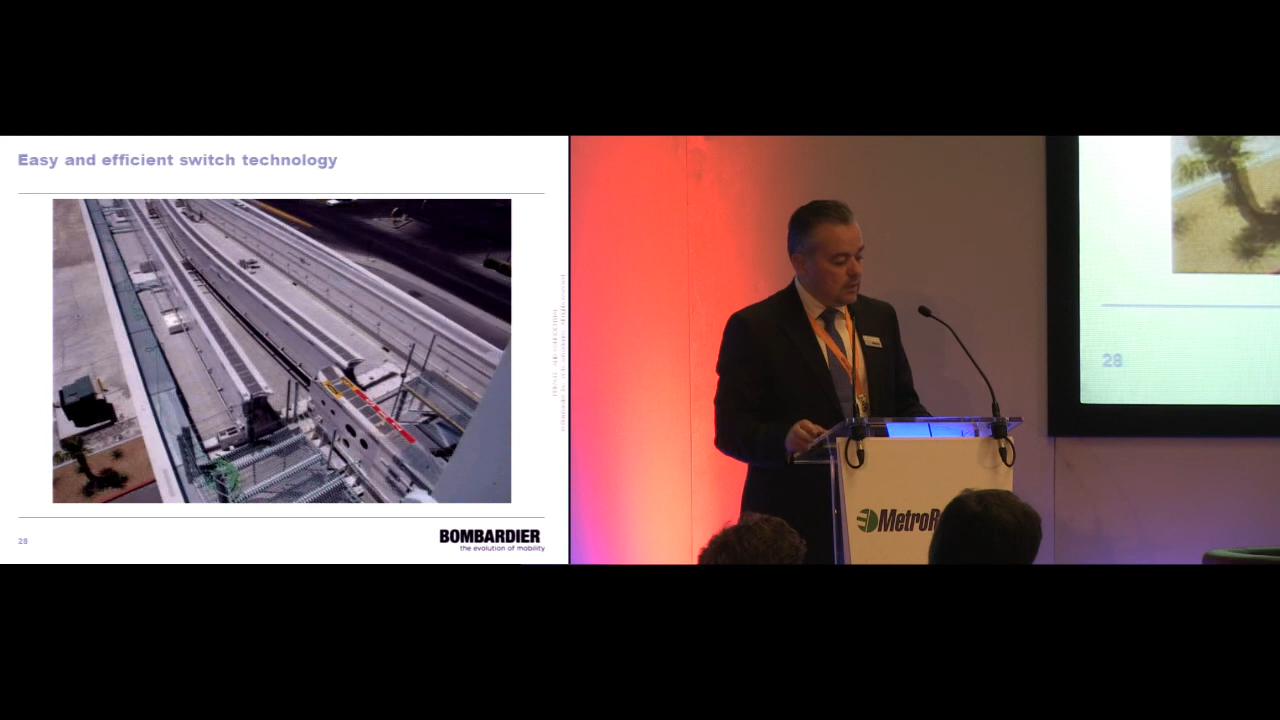 Easy and efficient switch technology
28
BOMBARDIER
the evolution of mobility
28
MetroR